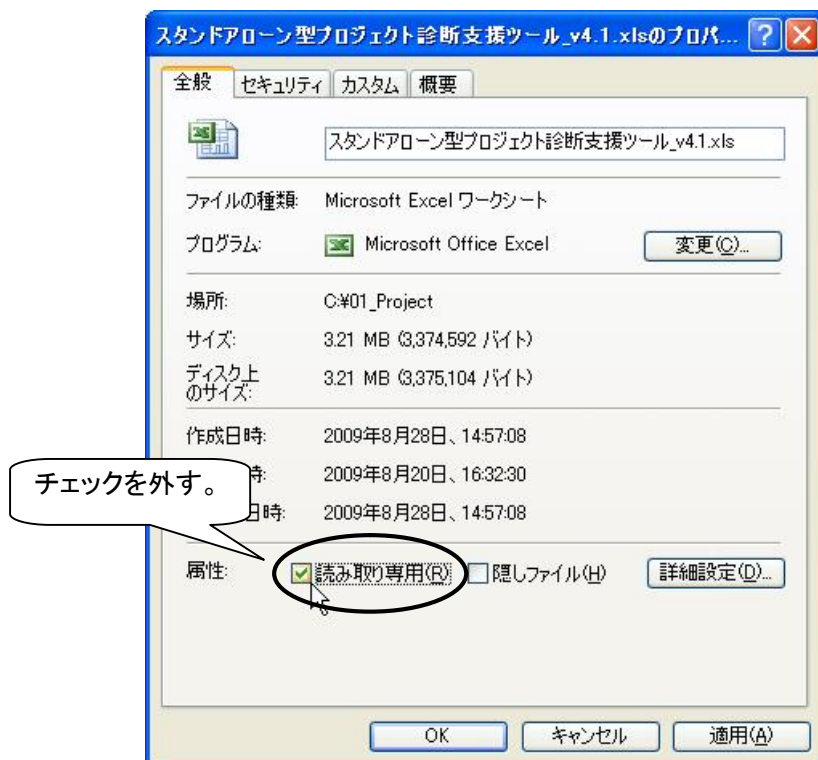 スタンドアローン型プロジェクト診断支援ツール_v4.1.xlsのプロパ...
全般 セキュリティ カスタム 概要
スタンドアローン型プロジェクト診断支援ツール_v4.1.xls
ファイルの種類: Microsoft Excel ワークシート
プログラム: Microsoft Office Excel 変更(C)...
場所: C:¥01_Project
サイズ: 3.21 MB (3,374,592 バイト)
ディスク上
のサイズ: 3.21 MB (3,375,104 バイト)
作成日時: 2009年8月28日、14:57:08
時: 2009年8月20日、16:32:30
チェックを外す。
日時: 2009年8月28日、14:57:08
属性: 読み取り専用(R) 隠しファイル(H) 詳細設定(D)...
OK キャンセル 適用(A)